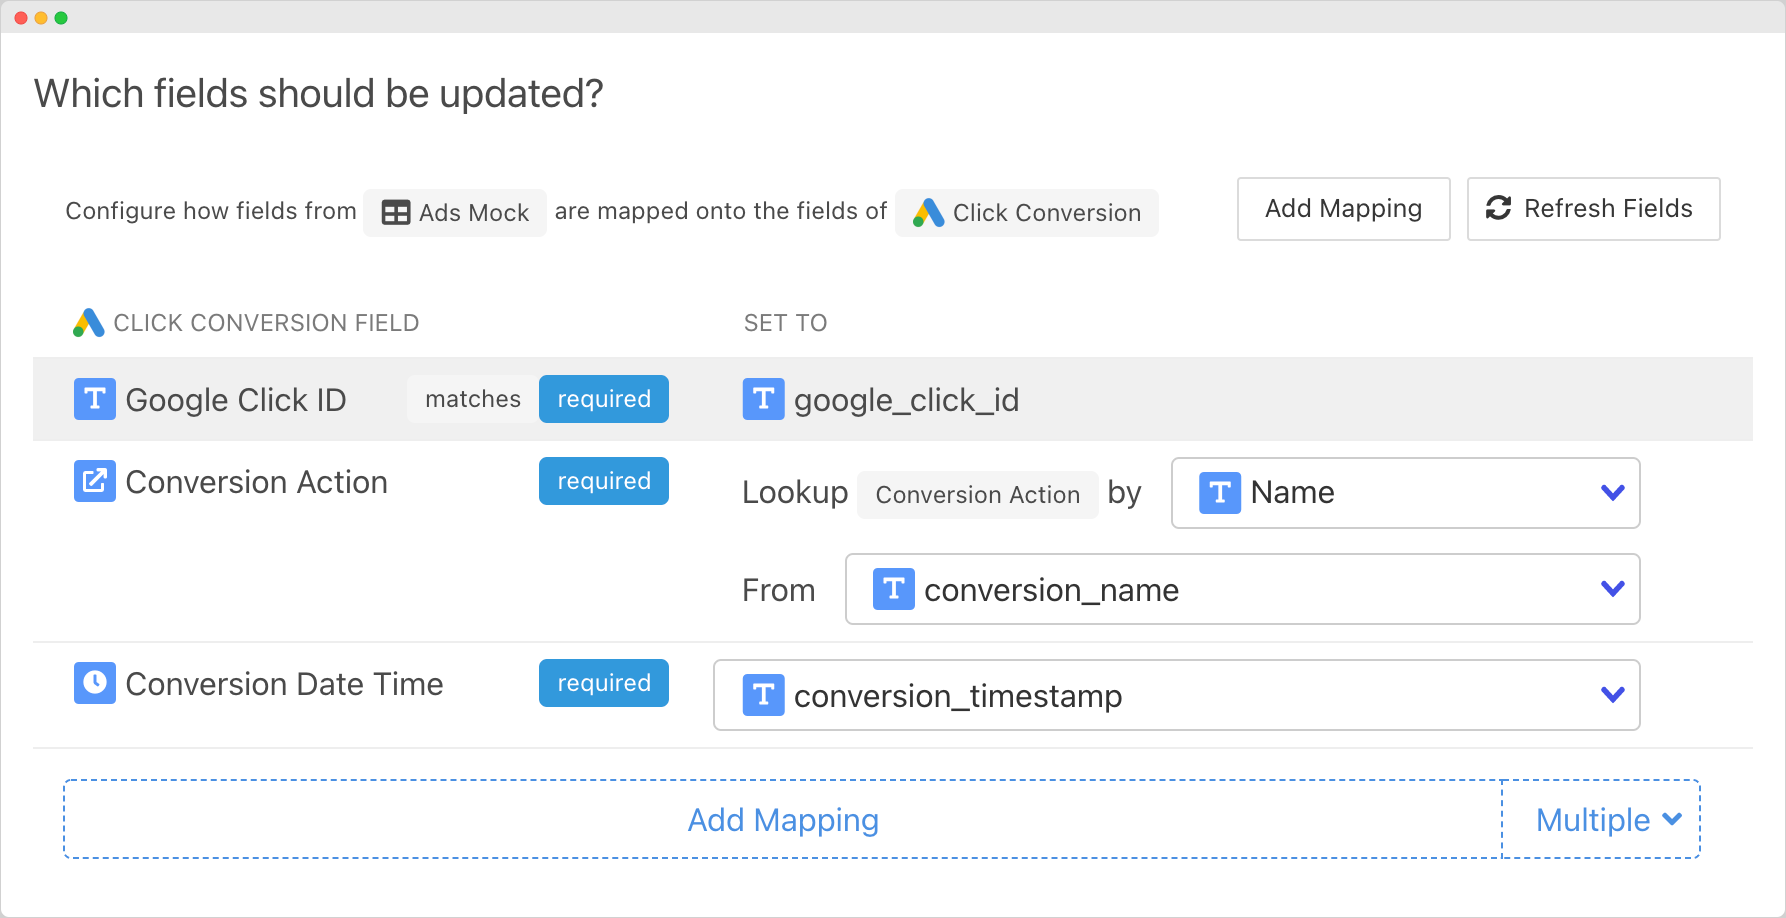 Which fields should be updated?
Configure how fields from Ads Mock are mapped onto the fields of Click Conversion Add Mapping Refresh Fields
CLICK CONVERSION FIELD SET TO
Google Click ID matches required google_click_id
Conversion Action required Lookup Conversion Action by Name
From conversion_name
Conversion Date Time required conversion_timestamp
Add Mapping Multiple